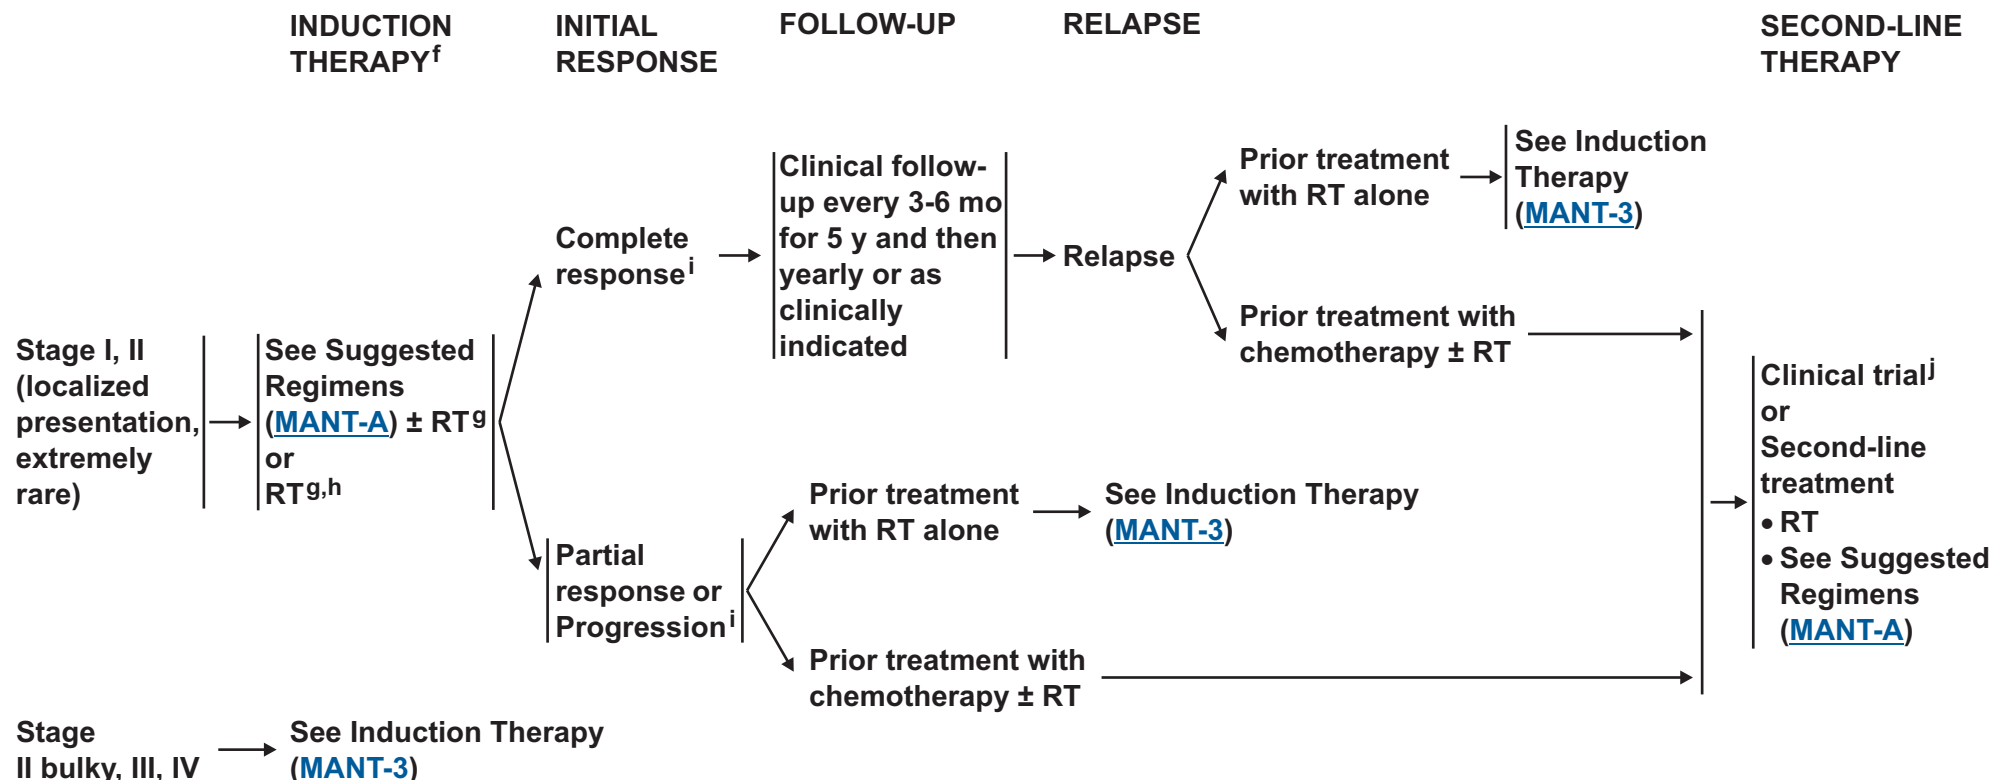 INDUCTION
THERAPYf
INITIAL
RESPONSE
FOLLOW-UP
RELAPSE
SECOND-LINE
THERAPY
Stage I, II
(localized
presentation,
extremely
rare)
See Suggested
Regimens
(MANT-A) ± RTg
or
RTg,h
Complete
responsei
Clinical follow-
up every 3-6 mo
for 5 y and then
yearly or as
clinically
indicated
Relapse
Prior treatment
with RT alone
See Induction
Therapy
(MANT-3)
Prior treatment with
chemotherapy ± RT
Partial
response or
Progressioni
Prior treatment
with RT alone
See Induction Therapy
(MANT-3)
Prior treatment with
chemotherapy ± RT
Clinical trialj
or
Second-line
treatment
• RT
• See Suggested
Regimens
(MANT-A)
Stage
II bulky, III, IV
See Induction Therapy
(MANT-3)